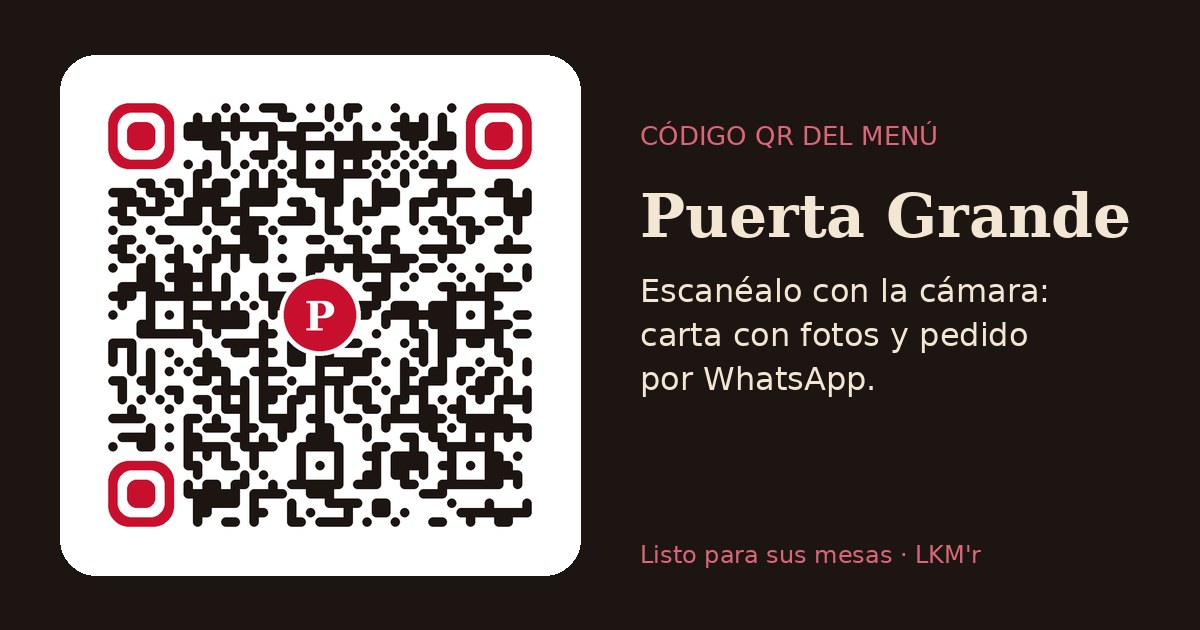 P
CÓDIGO QR DEL MENÚ
Puerta Grande
Escanéalo con la cámara:
carta con fotos y pedido
por WhatsApp.
Listo para sus mesas · LKM'r